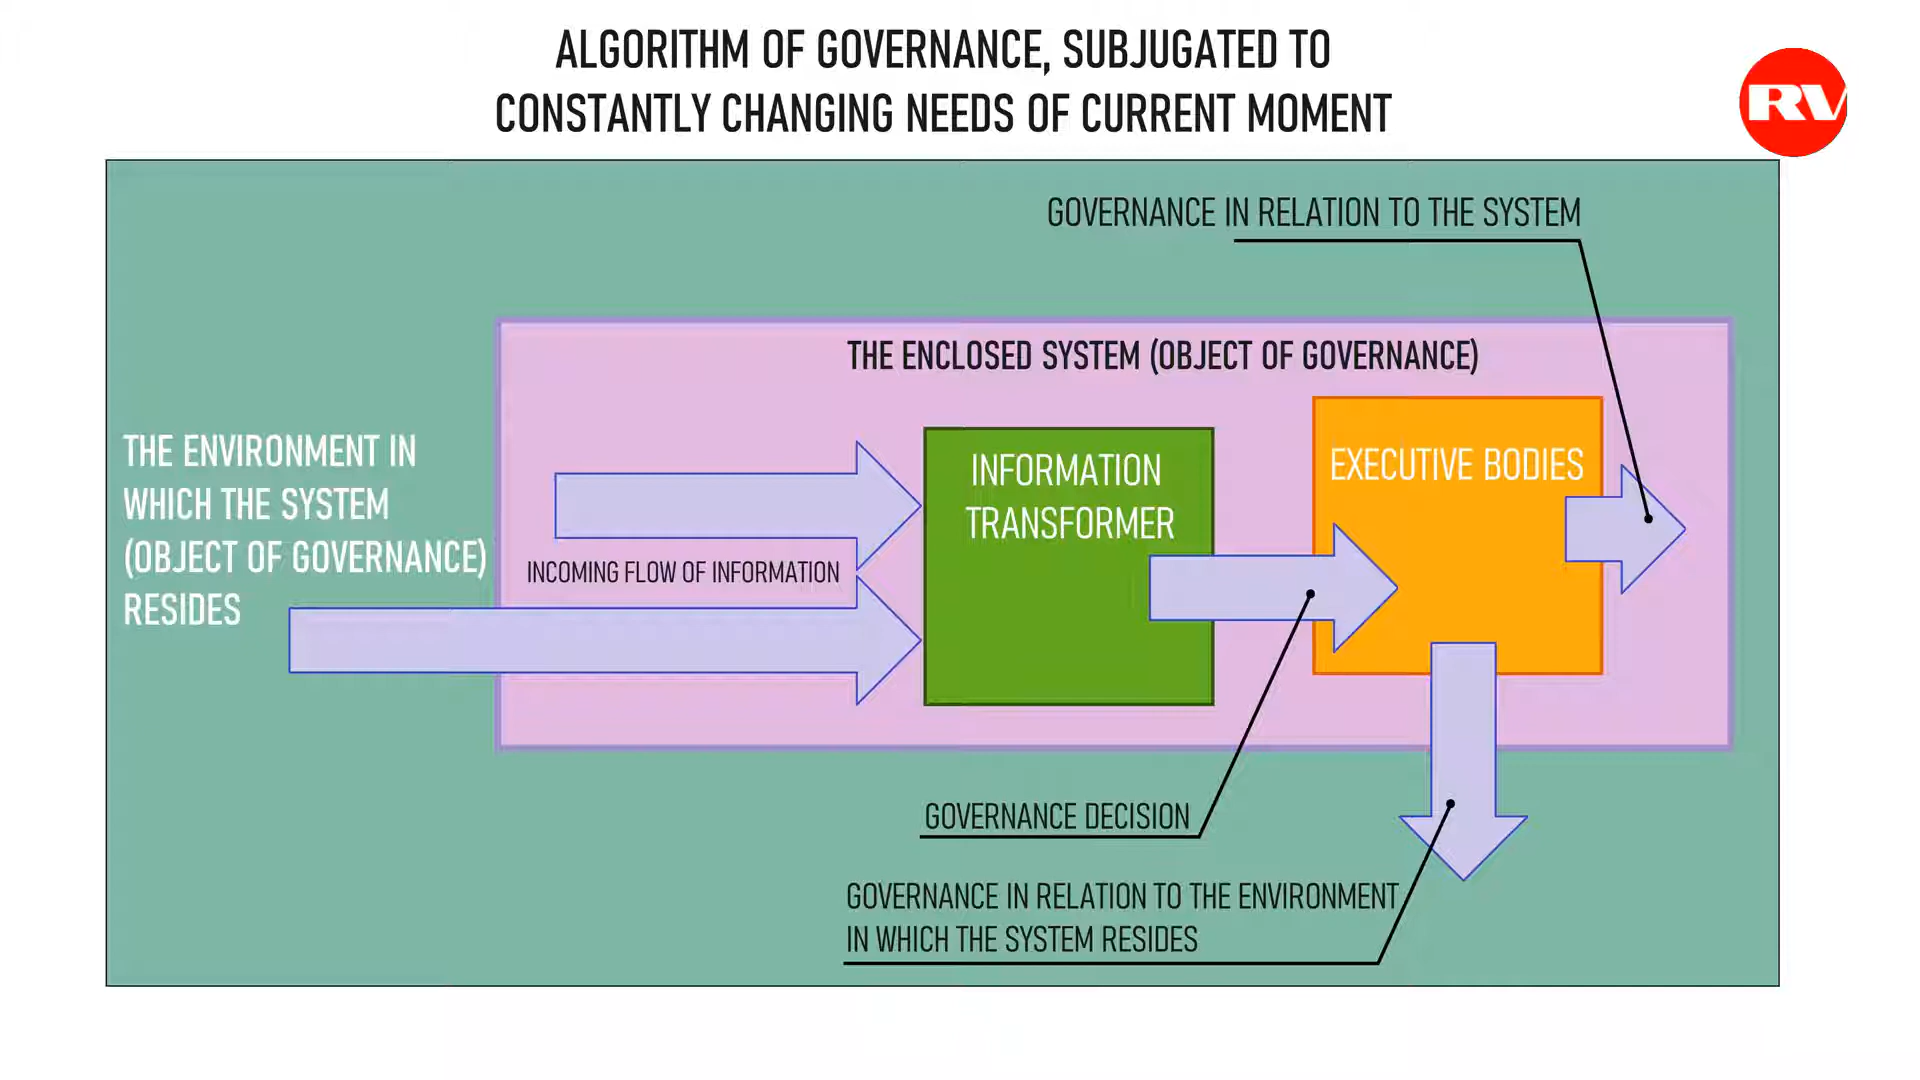 ALGORITHM OF GOVERNANCE, SUBJUGATED TO
CONSTANTLY CHANGING NEEDS OF CURRENT MOMENT
RV
GOVERNANCE IN RELATION TO THE SYSTEM
THE ENCLOSED SYSTEM (OBJECT OF GOVERNANCE)
THE ENVIRONMENT IN
WHICH THE SYSTEM
(OBJECT OF GOVERNANCE)
RESIDES
INCOMING FLOW OF INFORMATION
INFORMATION
TRANSFORMER
EXECUTIVE BODIES
GOVERNANCE DECISION
GOVERNANCE IN RELATION TO THE ENVIRONMENT
IN WHICH THE SYSTEM RESIDES